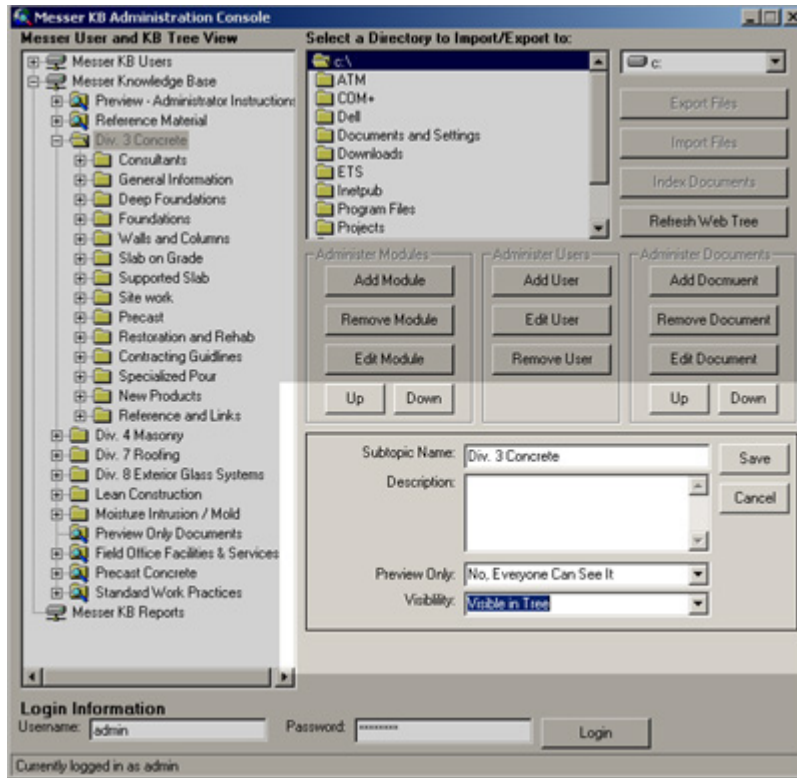 Messer KB Administration Console
Messer User and KB Tree View
Messer KB Users
Messer Knowledge Base
Preview - Administrator Instructions
Reference Material
Div. 3 Concrete
Consultants
General Information
Deep Foundations
Foundations
Walls and Columns
Slab on Grade
Supported Slab
Site work
Precast
Restoration and Rehab
Contracting Guidlines
Specialized Pour
New Products
Reference and Links
Div. 4 Masonry
Div. 7 Roofing
Div. 8 Exterior Glass Systems
Lean Construction
Moisture Intrusion / Mold
Preview Only Documents
Field Office Facilities & Services
Precast Concrete
Standard Work Practices
Messer KB Reports
Select a Directory to Import/Export to:
c:\
ATM
COM+
Dell
Documents and Settings
Downloads
ETS
Inetpub
Program Files
Projects
c:
Export Files
Import Files
Index Documents
Refresh Web Tree
Administer Modules
Add Module
Remove Module
Edit Module
Up Down
Administer Users
Add User
Edit User
Remove User
Administer Documents
Add Docmuent
Remove Document
Edit Document
Up Down
Subtopic Name: Div. 3 Concrete
Description:
Save
Cancel
Preview Only: No, Everyone Can See It
Visiblility: Visible in Tree
Login Information
Username: admin Password: ******** Login
Currently logged in as admin